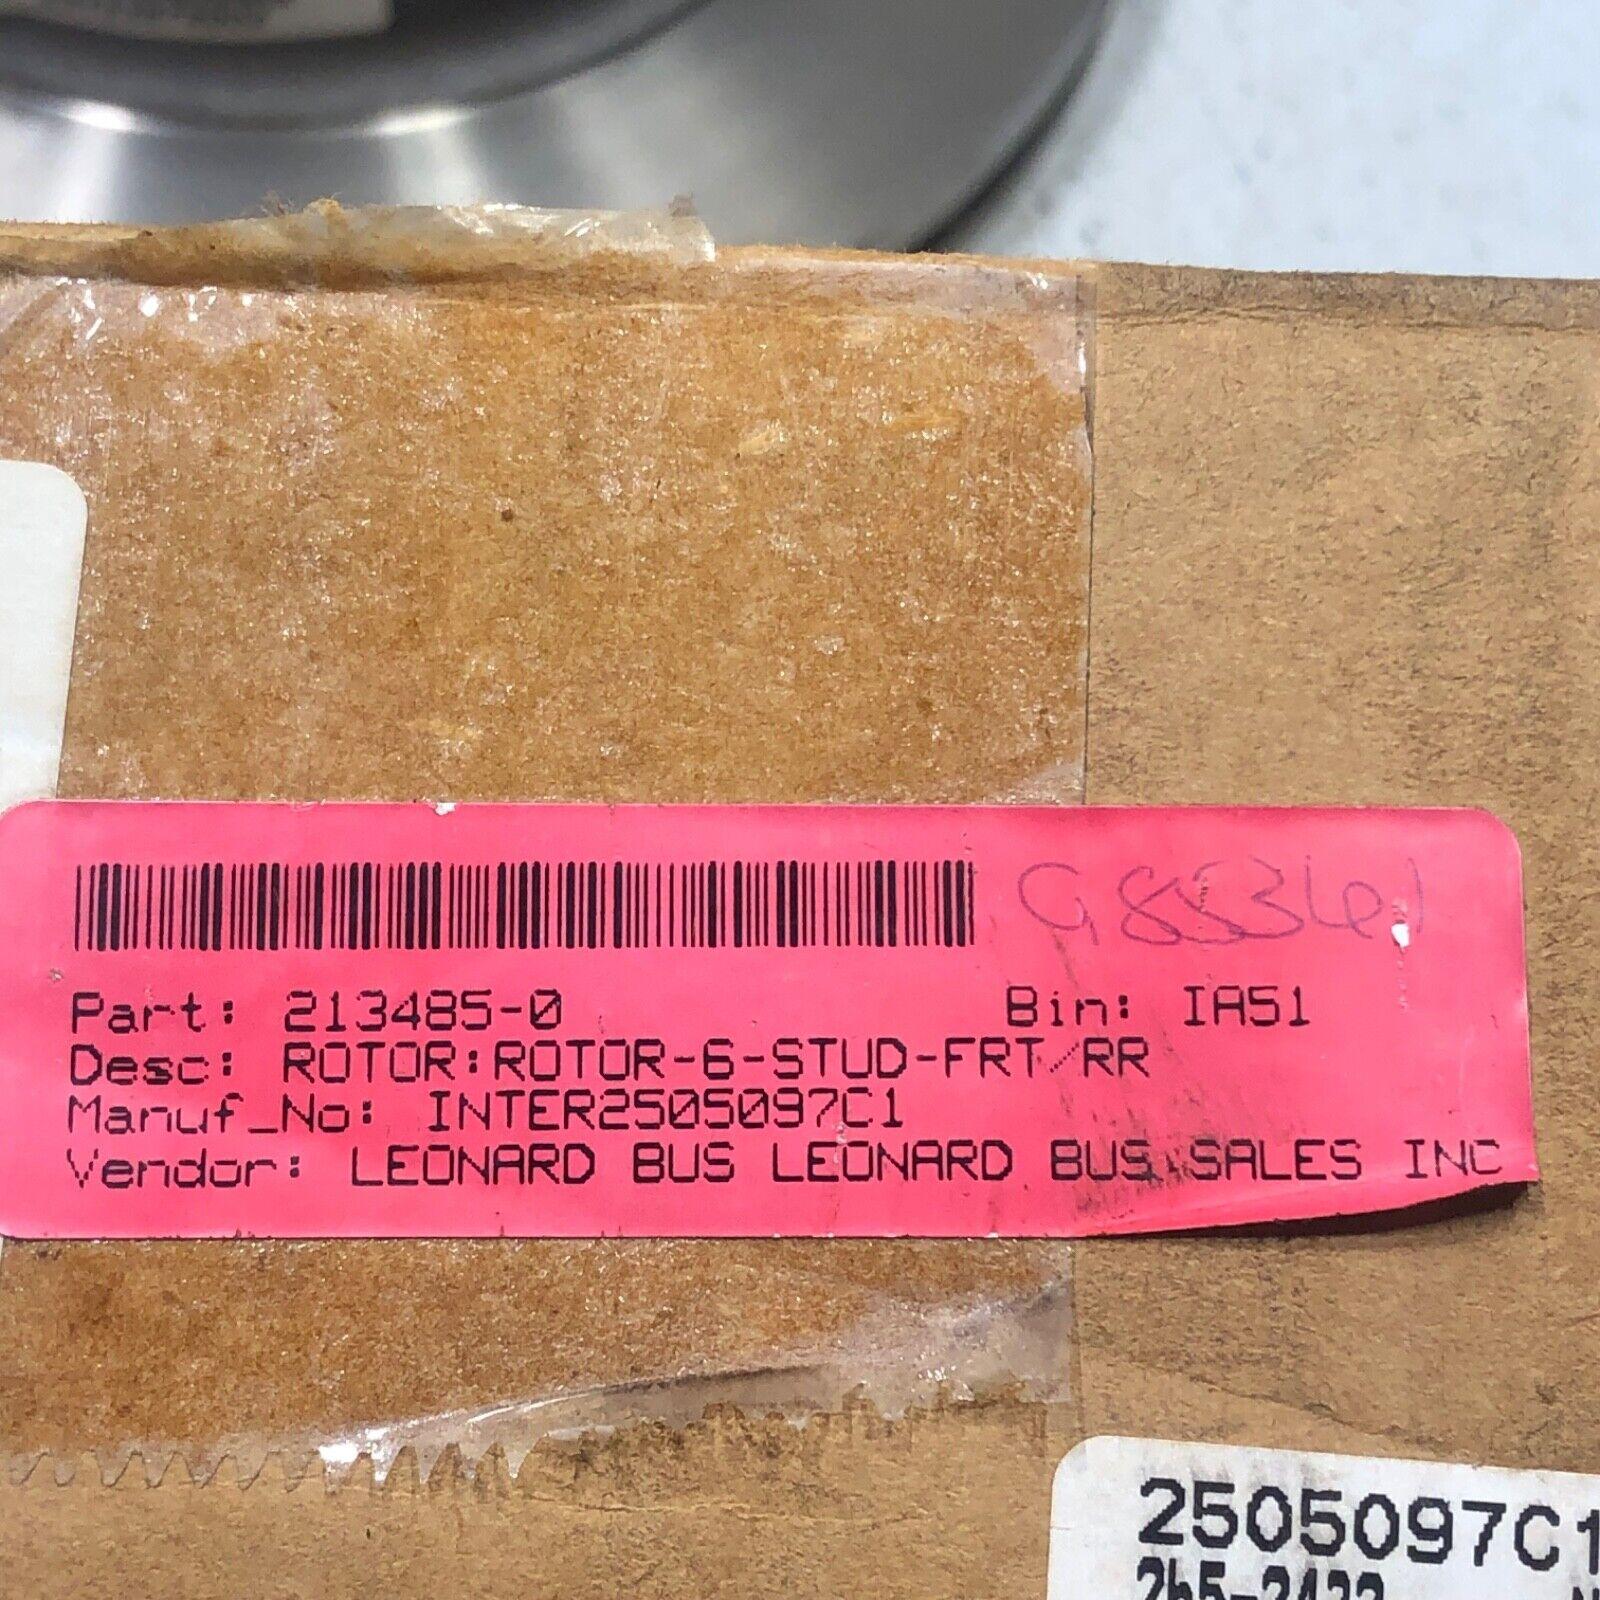 G85361
Part: 213485-0 Bin: IA51
Desc: ROTOR:ROTOR-6-STUD-FRT/RR
Manuf_No: INTER2505097C1
Vendor: LEONARD BUS LEONARD BUS SALES INC
2505097C1